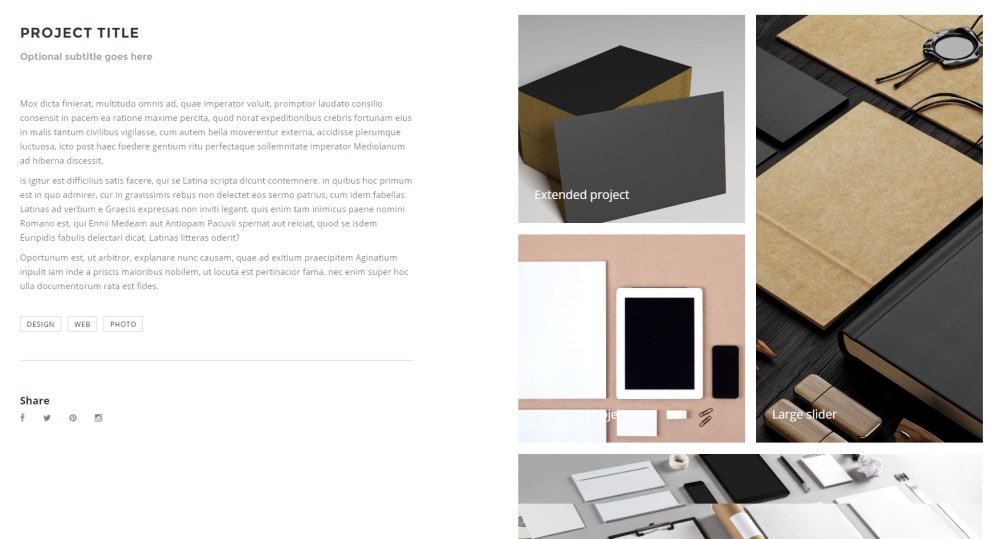 PROJECT TITLE
Optional subtitle goes here
Mox dicta finierat, multitudo omnis ad, quae imperator voluit, promptior laudato consilio
consensit in pacem ea ratione maxime percita, quod norat expeditionibus crebris fortunam eius
in malis tantum civilibus vigilasse, cum autem bella moverentur externa, accidisse plerumque
luctuosa, icto post haec foedere gentium ritu perfectaque sollemnitate imperator Mediolanum
ad hiberna discessit.
is igitur est difficilius satis facere, qui se Latina scripta dicunt contemnere. in quibus hoc primum
est in quo admirer, cur in gravissimis rebus non delectet eos sermo patrius, cum idem fabellas
Latinas ad verbum e Graecis expressas non inviti legant. quis enim tam inimicus paene nomini
Romano est, qui Ennii Medeam aut Antiopam Pacuvii spernat aut reiciat, quod se isdem
Euripidis fabulis delectari dicat, Latinas litteras oderit?
Oportunum est, ut arbitror, explanare nunc causam, quae ad exitium praecipitem Aginatium
inpulit iam inde a priscis maioribus nobilem, ut locuta est pertinacior fama. nec enim super hoc
ulla documentorum rata est fides.
DESIGN
WEB
PHOTO
Share
Extended project
Large slider